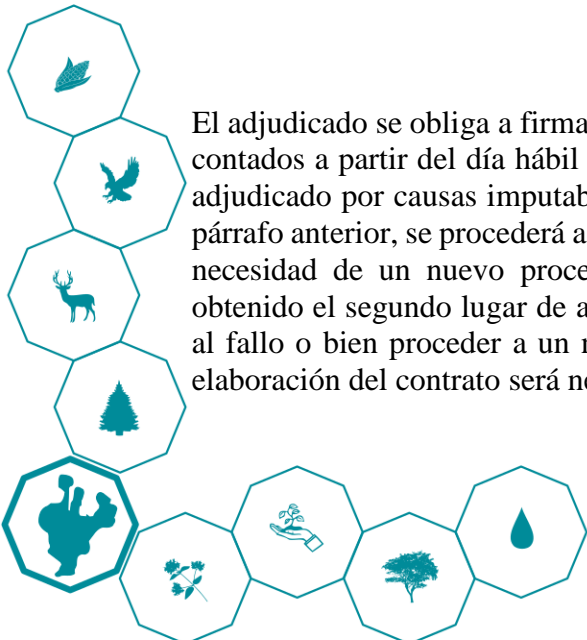 El adjudicado se obliga a firma
contados a partir del día hábil
adjudicado por causas imputab
párrafo anterior, se procederá a
necesidad de un nuevo proce
obtenido el segundo lugar de a
al fallo o bien proceder a un
elaboración del contrato será n